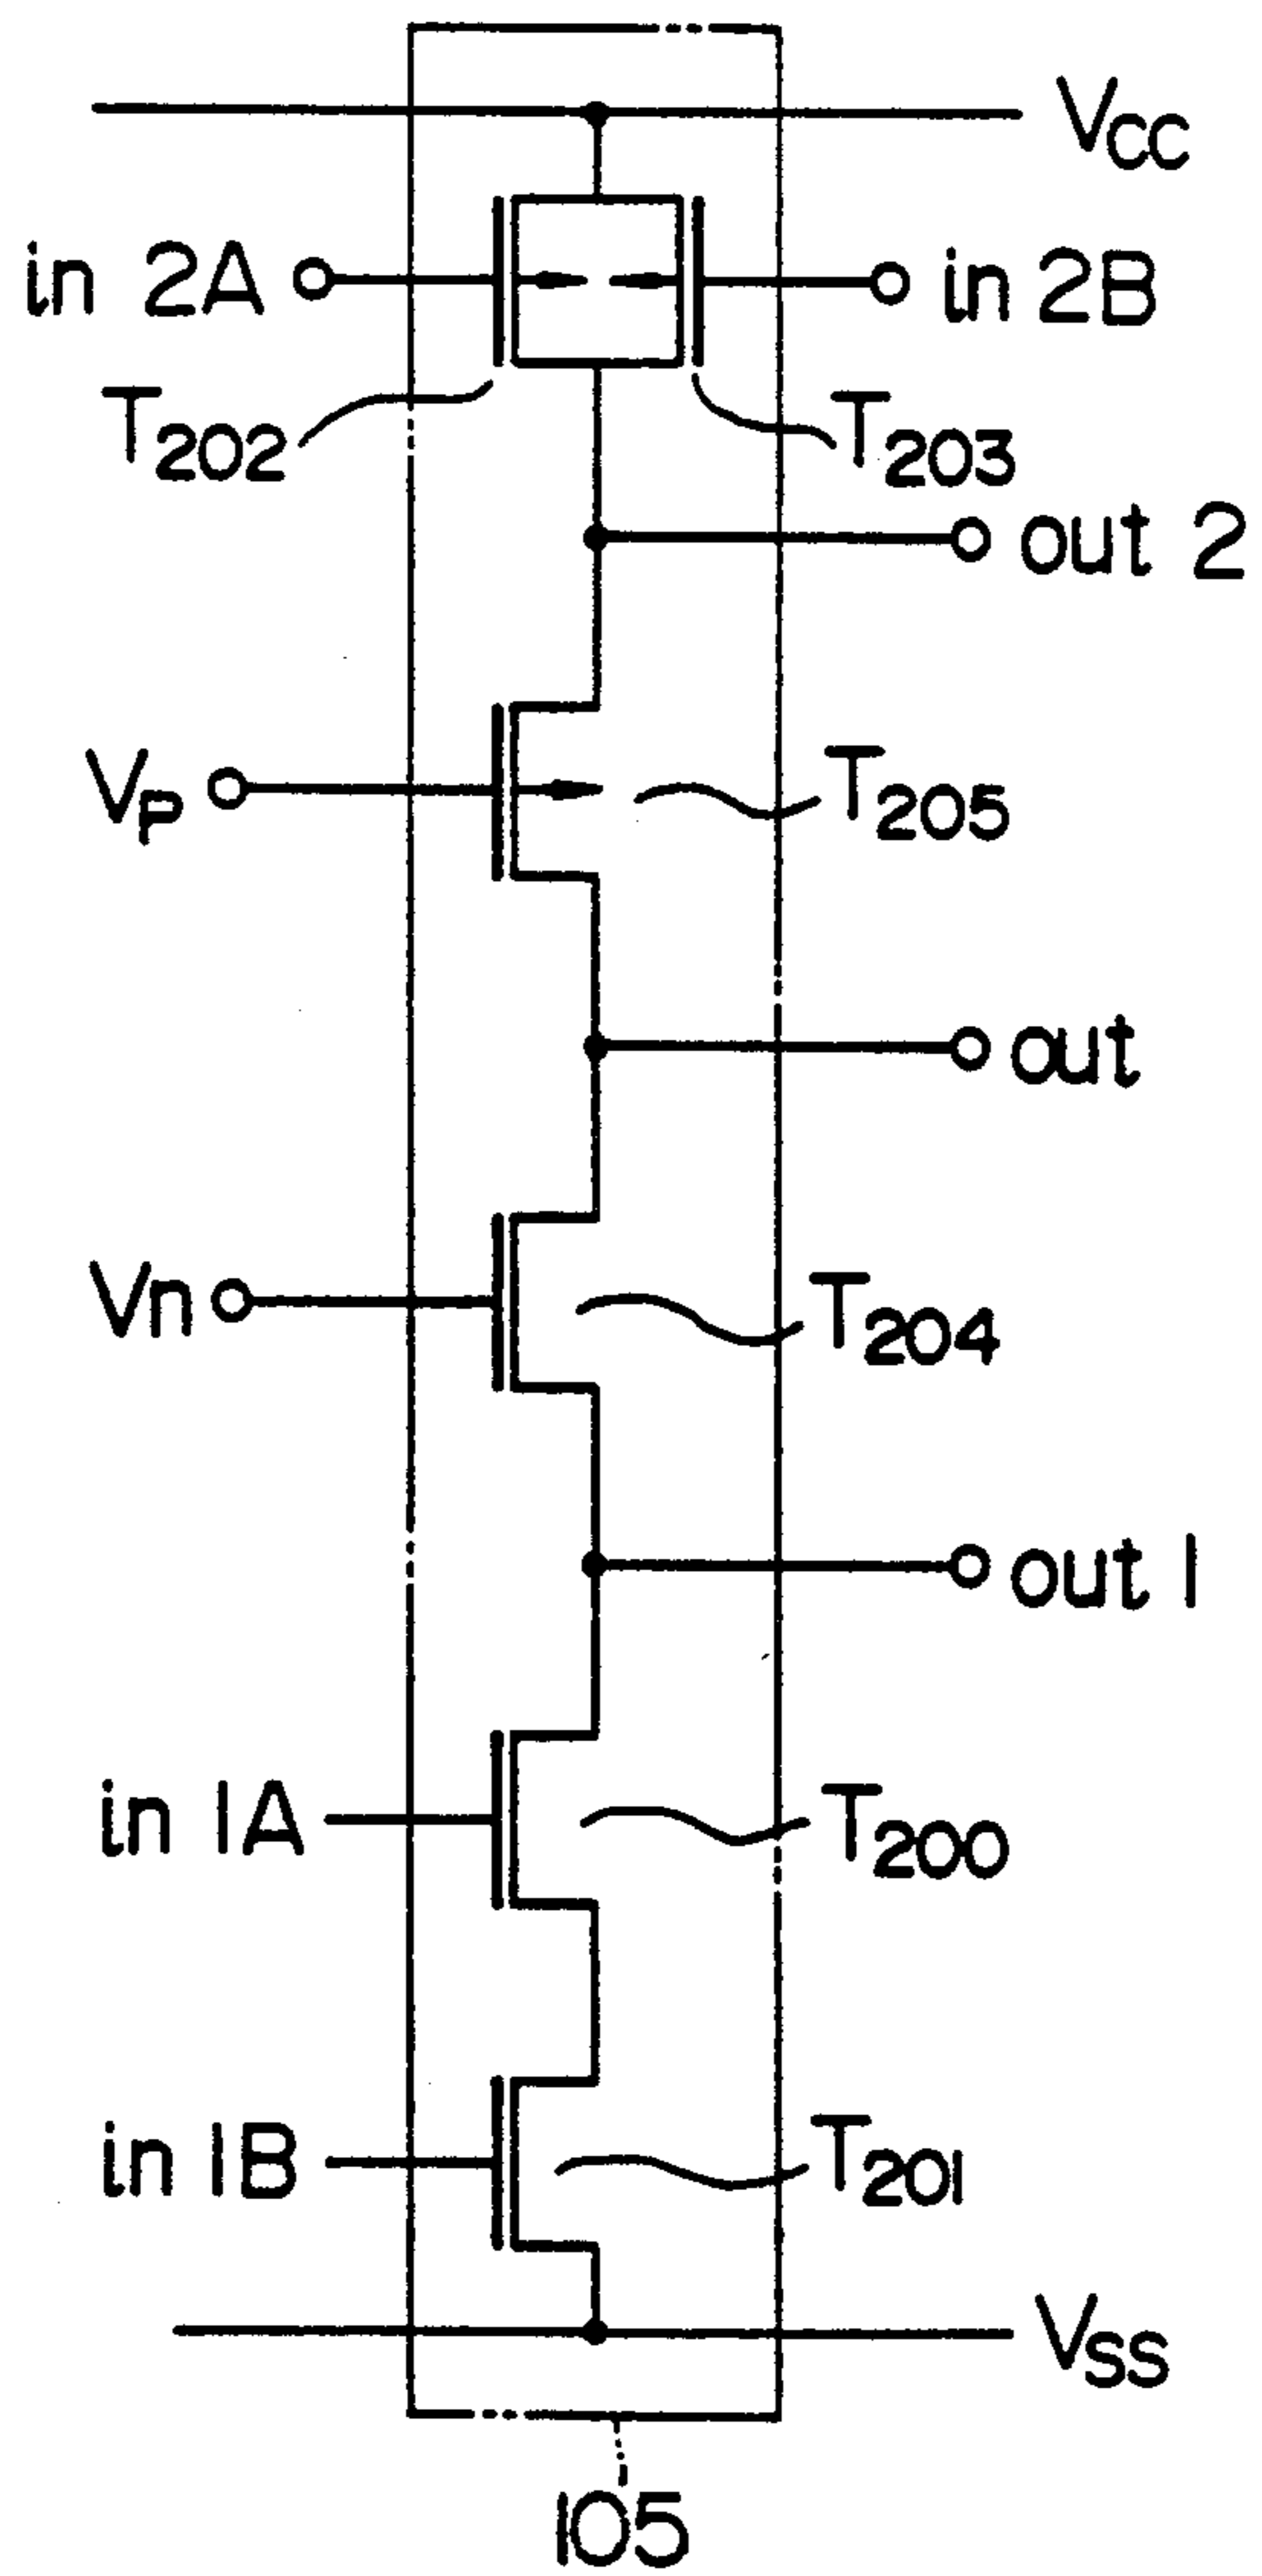 VCC
in 2A
in 2B
T202
T203
out 2
VP
T205
out
Vn
T204
out 1
in 1A
T200
in 1B
T201
VSS
105